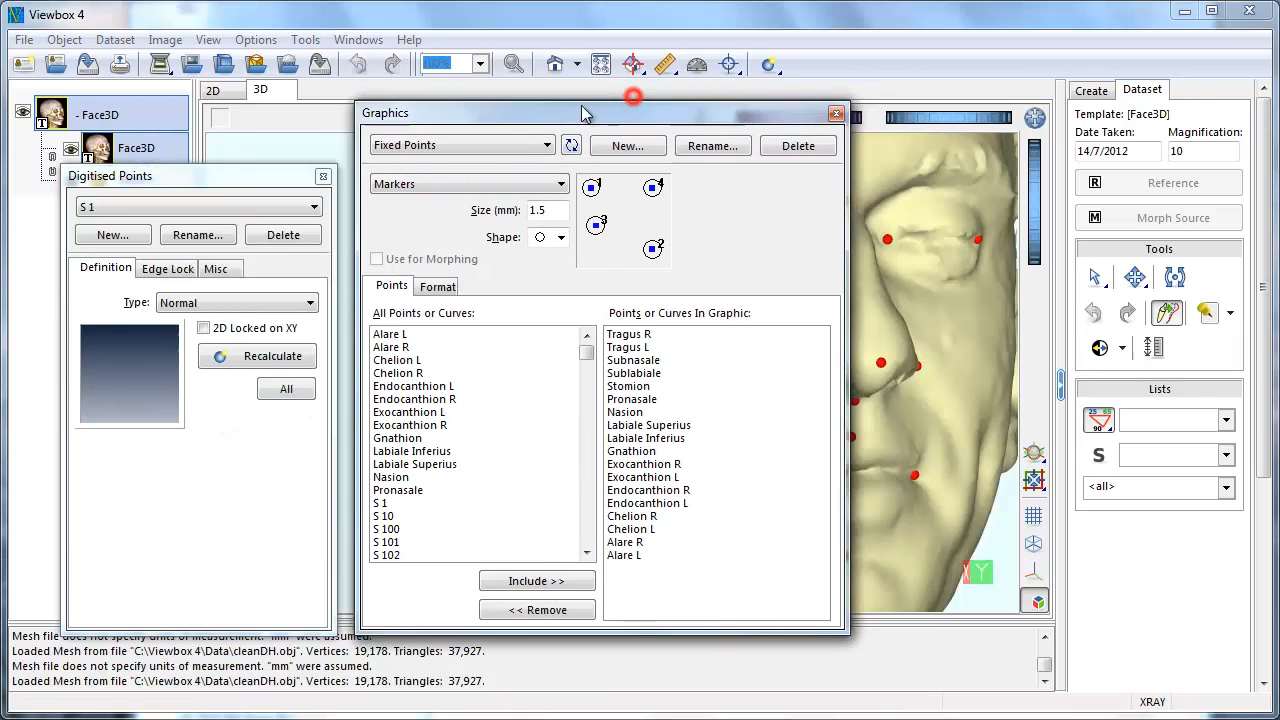 Viewbox 4
File Object Dataset Image View Options Tools Windows Help
100%
2D 3D
- Face3D
T
Face3D
T
Digitised Points
S 1
New... Rename... Delete
Definition Edge Lock Misc
Type: Normal
2D Locked on XY
Recalculate
All
Graphics
Fixed Points New... Rename... Delete
Markers
Size (mm): 1.5
Shape:
Use for Morphing
1 4
3
2
Points Format
All Points or Curves:
Alare L
Alare R
Chelion L
Chelion R
Endocanthion L
Endocanthion R
Exocanthion L
Exocanthion R
Gnathion
Labiale Inferius
Labiale Superius
Nasion
Pronasale
S 1
S 10
S 100
S 101
S 102
Points or Curves In Graphic:
Tragus R
Tragus L
Subnasale
Sublabiale
Stomion
Pronasale
Nasion
Labiale Superius
Labiale Inferius
Gnathion
Exocanthion R
Exocanthion L
Endocanthion R
Endocanthion L
Chelion R
Chelion L
Alare R
Alare L
Include >>
<< Remove
X Y
Create Dataset
Template: [Face3D]
Date Taken: Magnification:
14/7/2012 10
R Reference
M Morph Source
Tools
Lists
25 65
90
S
<all>
Mesh file does not specify units of measurement. "mm" were assumed.
Loaded Mesh from file "C:\Viewbox 4\Data\cleanDH.obj", Vertices: 19,178. Triangles: 37,927.
Mesh file does not specify units of measurement. "mm" were assumed.
Loaded Mesh from file "C:\Viewbox 4\Data\cleanDH.obj", Vertices: 19,178. Triangles: 37,927.
XRAY